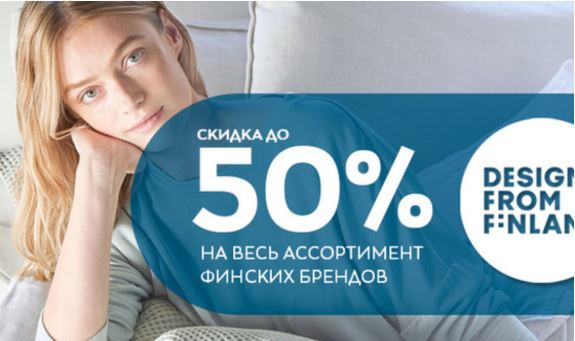 СКИДКА ДО
50%
НА ВЕСЬ АССОРТИМЕНТ
ФИНСКИХ БРЕНДОВ
DESIGN
FROM